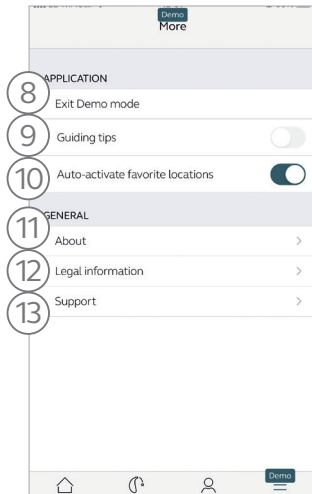 Demo
More
APPLICATION
8
Exit Demo mode
9
Guiding tips
10
Auto-activate favorite locations
GENERAL
11
About
12
Legal information
13
Support
Demo